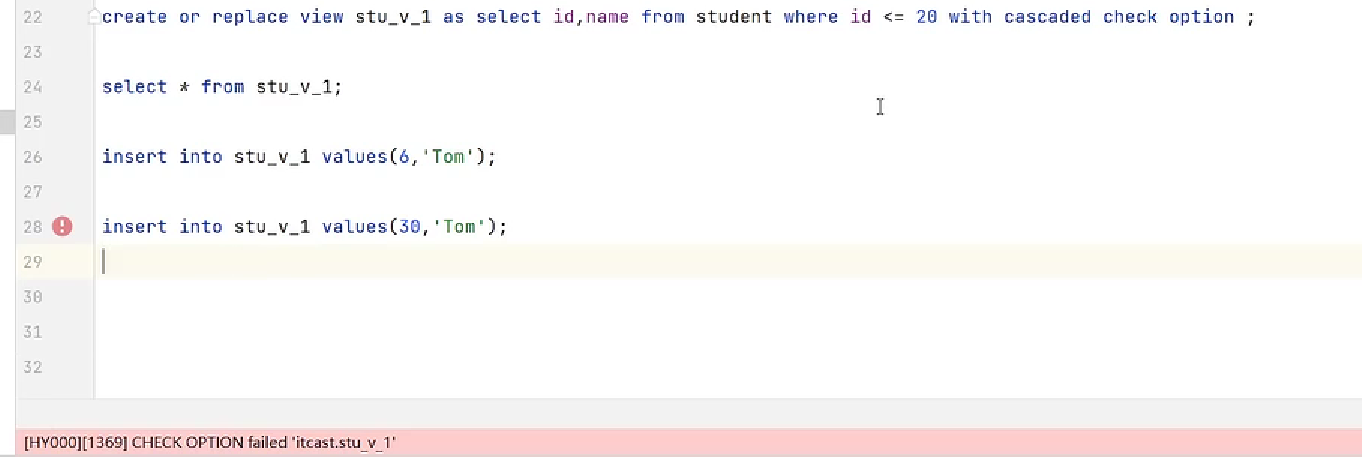 22 create or replace view stu_v_1 as select id,name from student where id <= 20 with cascaded check option ;
23
24 select * from stu_v_1;
25
26 insert into stu_v_1 values(6,'Tom');
27
28 insert into stu_v_1 values(30,'Tom');
29
30
31
32
[HY000][1369] CHECK OPTION failed 'itcast.stu_v_1'